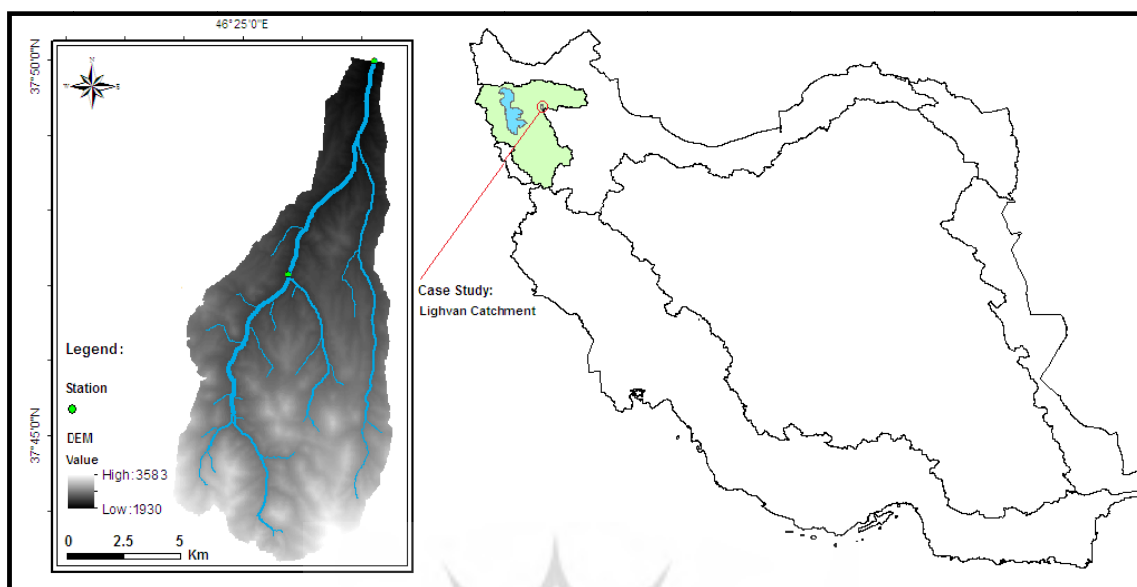 46°25'0"E
37°50'0"N
N
Case Study:
Lighvan Catchment
Legend:
Station
DEM
Value
High:3583
Low:1930
37°45'0"N
0 2.5 5
Km